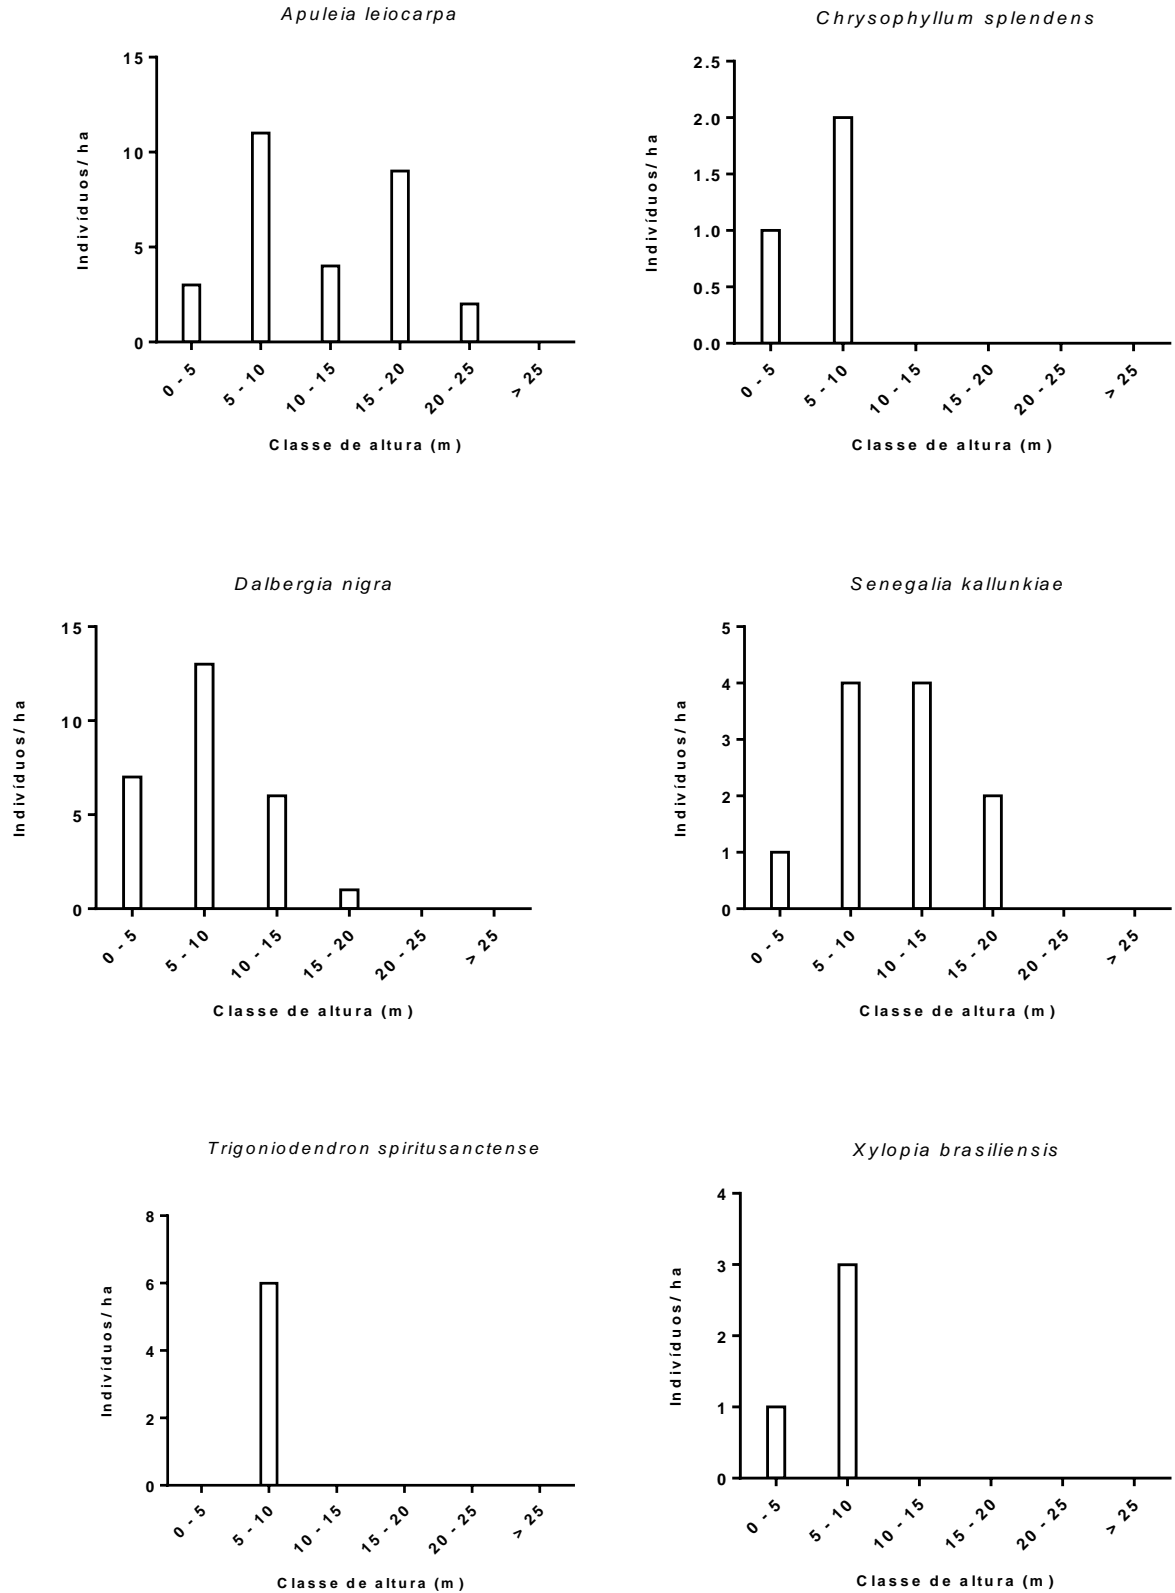 Apuleia leiocarpa
Indivíduos/ha
15
10
5
0
0 - 5
5 - 10
10 - 15
15 - 20
20 - 25
> 25
Classe de altura (m)
Chrysophyllum splendens
Indivíduos/ha
2.5
2.0
1.5
1.0
0.5
0.0
0 - 5
5 - 10
10 - 15
15 - 20
20 - 25
> 25
Classe de altura (m)
Dalbergia nigra
Indivíduos/ha
15
10
5
0
0 - 5
5 - 10
10 - 15
15 - 20
20 - 25
> 25
Classe de altura (m)
Senegalia kallunkiae
Indivíduos/ha
5
4
3
2
1
0
0 - 5
5 - 10
10 - 15
15 - 20
20 - 25
> 25
Classe de altura (m)
Trigoniodendron spiritusanctense
Indivíduos/ha
8
6
4
2
0
0 - 5
5 - 10
10 - 15
15 - 20
20 - 25
> 25
Classe de altura (m)
Xylopia brasiliensis
Indivíduos/ha
4
3
2
1
0
0 - 5
5 - 10
10 - 15
15 - 20
20 - 25
> 25
Classe de altura (m)